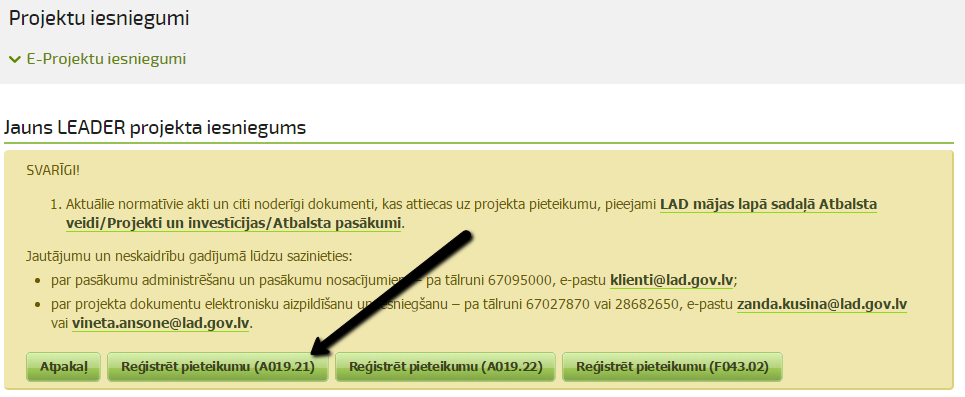 Projektu iesniegumi
E-Projektu iesniegumi
Jauns LEADER projekta iesniegums
SVARĪGI!
1. Aktuālie normatīvie akti un citi noderīgi dokumenti, kas attiecas uz projekta pieteikumu, pieejami LAD mājas lapā sadaļā Atbalsta
veidi/Projekti un investīcijas/Atbalsta pasākumi.
Jautājumu un neskaidrību gadījumā lūdzu sazinieties:
• par pasākumu administrēšanu un pasākumu nosacījumiem – pa tālruni 67095000, e-pastu klienti@lad.gov.lv;
• par projekta dokumentu elektronisku aizpildīšanu un iesniegšanu – pa tālruni 67027870 vai 28682650, e-pastu zanda.kusina@lad.gov.lv
vai vineta.ansone@lad.gov.lv.
Atpakaļ Reģistrēt pieteikumu (A019.21) Reģistrēt pieteikumu (A019.22) Reģistrēt pieteikumu (F043.02)